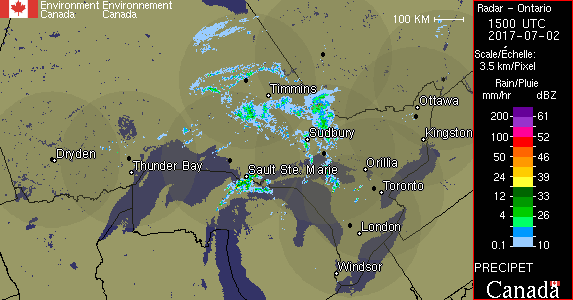 Environment Environnement
Canada Canada
100 KM
Timmins
Ottawa
Sudbury
Kingston
Dryden
Thunder Bay
Sault Ste. Marie
Orillia
Toronto
London
Windsor
Radar - Ontario
1500 UTC
2017-07-02
Scale/Échelle:
3.5 km/Pixel
Rain/Pluie
mm/hr dBZ
200 61
100 52
50 46
24 39
12 33
4 26
0.1 10
PRECIPET
Canada